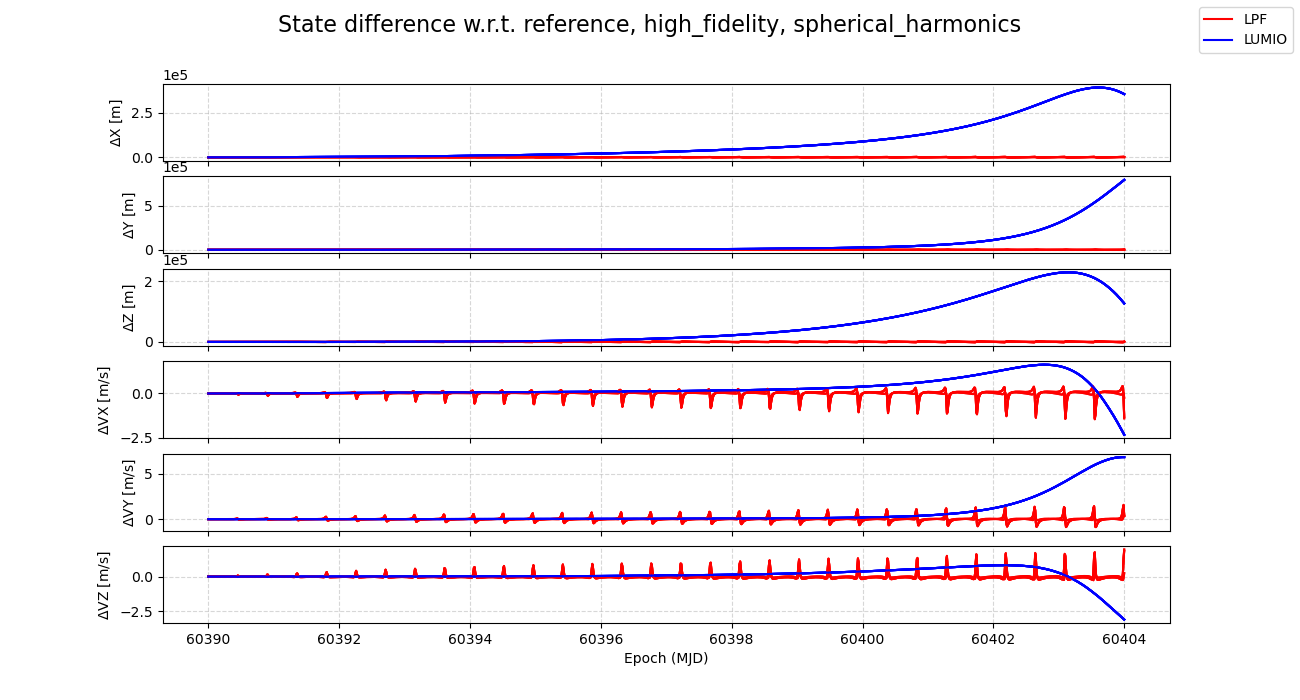 State difference w.r.t. reference, high_fidelity, spherical_harmonics
LPF
LUMIO
1e5
ΔX [m]
2.5
0.0
1e5
ΔY [m]
5
0
1e5
ΔZ [m]
2
0
ΔVX [m/s]
0.0
−2.5
ΔVY [m/s]
5
0
ΔVZ [m/s]
0.0
−2.5
60390 60392 60394 60396 60398 60400 60402 60404
Epoch (MJD)